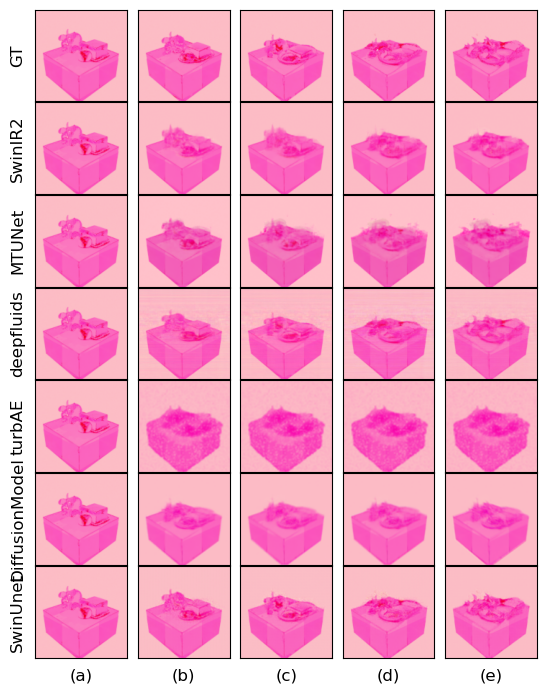 GT
SwinIR2
MTUNet
deepfluids
turbAE
DiffusionModel
SwinUnet
(a) (b) (c) (d) (e)